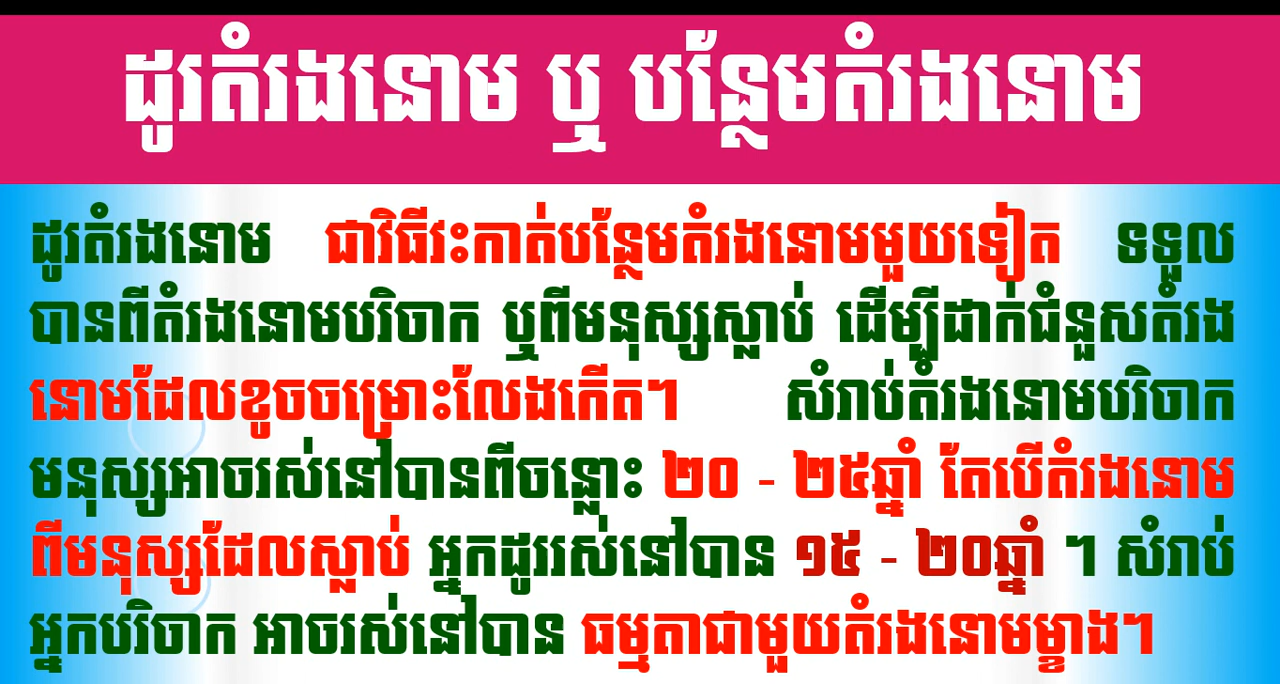 ដូរតំរងនោម ឬ បន្ថែមតំរងនោម
ដូរតំរងនោម ជាវិធីវះកាត់បន្ថែមតំរងនោមមួយទៀត ទទួល
បានពីតំរងនោមបរិចាក ឬពីមនុស្សស្លាប់ ដើម្បីដាក់ជំនួសតំរង
នោមដែលខូចចម្រោះលែងកើត។ សំរាប់តំរងនោមបរិចាក
មនុស្សអាចរស់នៅបានពីចន្លោះ ២០ - ២៥ឆ្នាំ តែបើតំរងនោម
ពីមនុស្សដែលស្លាប់ អ្នកដូររស់នៅបាន ១៥ - ២០ឆ្នាំ ។ សំរាប់
អ្នកបរិចាក អាចរស់នៅបាន ធម្មតាជាមួយតំរងនោមម្ខាង។